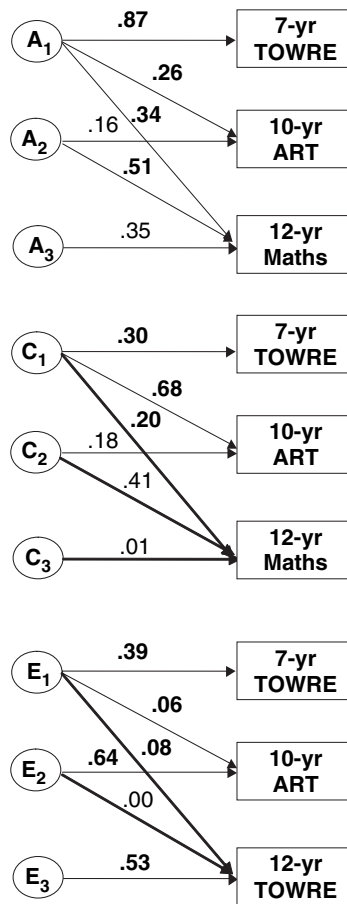 A1
.87
7-yr
TOWRE
.26
A2
.16
.34
10-yr
ART
.51
A3
.35
12-yr
Maths
C1
.30
7-yr
TOWRE
.68
.20
C2
.18
10-yr
ART
.41
C3
.01
12-yr
Maths
E1
.39
7-yr
TOWRE
.06
E2
.64
.08
10-yr
ART
.00
E3
.53
12-yr
TOWRE